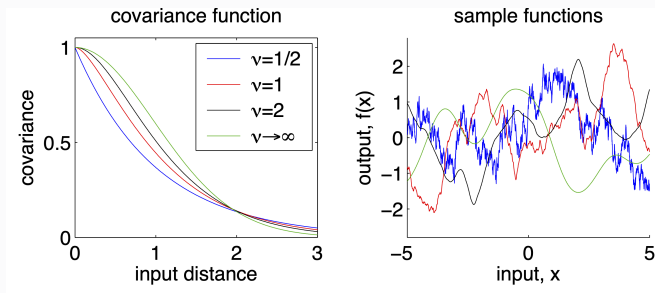 covariance function
1
0.5
0
covariance
ν=1/2
ν=1
ν=2
ν→∞
0 1 2 3
input distance
sample functions
2
1
0
−1
−2
output, f(x)
−5 0 5
input, x